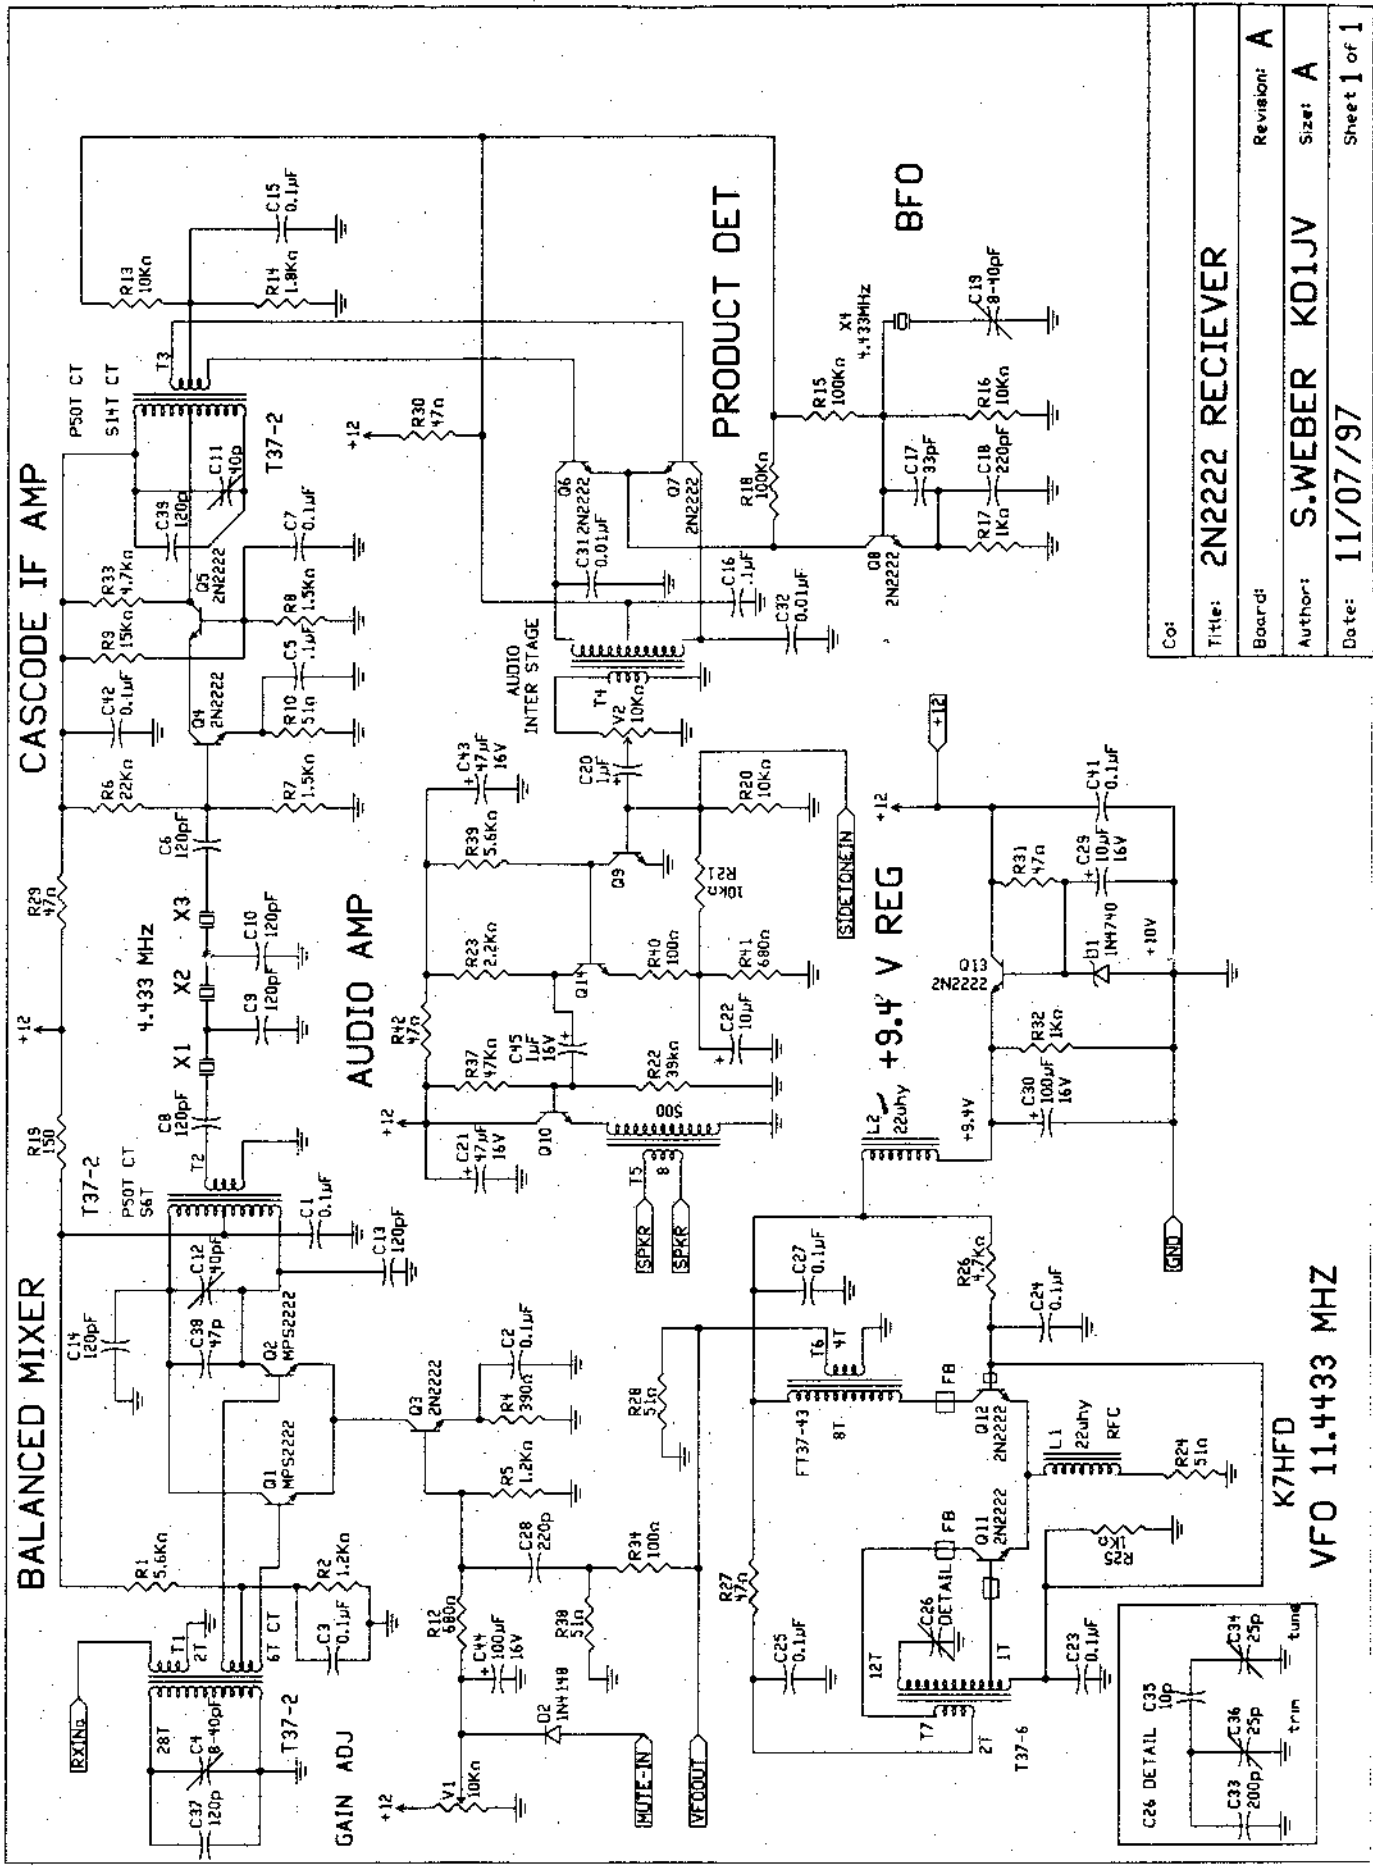 BALANCED MIXER
CASCODE IF AMP
RXINa
28T
C4
8-40pF
C37
120p
T37-2
T1
2T
6T CT
R1
5.6KΩ
R2
1.2KΩ
C3
0.1µF
Q1
MPS2222
Q2
MPS2222
C14
120pF
C38
47p
C12
40pF
C13
120pF
C1
0.1µF
T37-2
P50T CT
S6T
T2
R19
150
+12
R29
47Ω
C8
120pF
X1
X2
X3
4.433 MHz
C9
120pF
C10
120pF
C6
120pF
R6
22KΩ
R7
1.5KΩ
C42
0.1µF
Q4
2N2222
R10
51Ω
C5
.1µF
R9
15KΩ
R33
4.7KΩ
R8
1.5KΩ
Q5
2N2222
C7
0.1µF
C39
120p
C11
40p
T37-2
P50T CT
S14T CT
T3
R13
10KΩ
R14
1.8KΩ
C15
0.1µF
GAIN ADJ
+12
V1
10KΩ
D2
1N4148
MUTE-IN
C44
100µF
16V
R12
680Ω
R5
1.2KΩ
Q3
2N2222
R4
390Ω
C2
0.1µF
C28
220p
R38
51Ω
R34
100Ω
VFOOUT
R28
51Ω
AUDIO AMP
+12
C21
47µF
16V
R42
47Ω
R37
47KΩ
R23
2.2KΩ
R39
5.6KΩ
C43
47µF
16V
Q10
C45
1µF
16V
Q14
Q9
R22
39KΩ
R40
100Ω
R41
680Ω
C22
10µF
R21
10KΩ
R20
10KΩ
C20
1µF
V2
10KΩ
T4
AUDIO
INTER STAGE
T5
8
500
SPKR
SPKR
SIDETONEIN
+12
R30
47Ω
Q6
2N2222
C31
0.01µF
Q7
2N2222
C16
.1µF
C32
0.01µF
PRODUCT DET
R18
100KΩ
R15
100KΩ
R16
10KΩ
Q8
2N2222
C17
33pF
C18
220pF
R17
1KΩ
X4
4.433MHz
C19
8-40pF
BFO
+9.4 V REG
L2
22uhy
+9.4V
C30
100µF
16V
R32
1KΩ
Q13
2N2222
R31
47Ω
D1
1N4740
+10V
C29
10µF
16V
C41
0.1µF
+12
+12
GND
R27
47Ω
C25
0.1µF
FT37-43
8T
T6
4T
C27
0.1µF
R26
4.7KΩ
C24
0.1µF
FB
FB
Q11
2N2222
Q12
2N2222
L1
22uhy
RFC
R24
51Ω
R25
1KΩ
12T
C26
DETAIL
1T
T7
2T
T37-6
C23
0.1µF
K7HFD
VFO 11.4433 MHZ
C26 DETAIL
C35
10p
C33
200p
C36
25p
trim
C34
25p
tune
Co:
Title: 2N2222 RECIEVER
Board:
Revision: A
Author: S.WEBER KD1JV
Size: A
Date: 11/07/97
Sheet 1 of 1